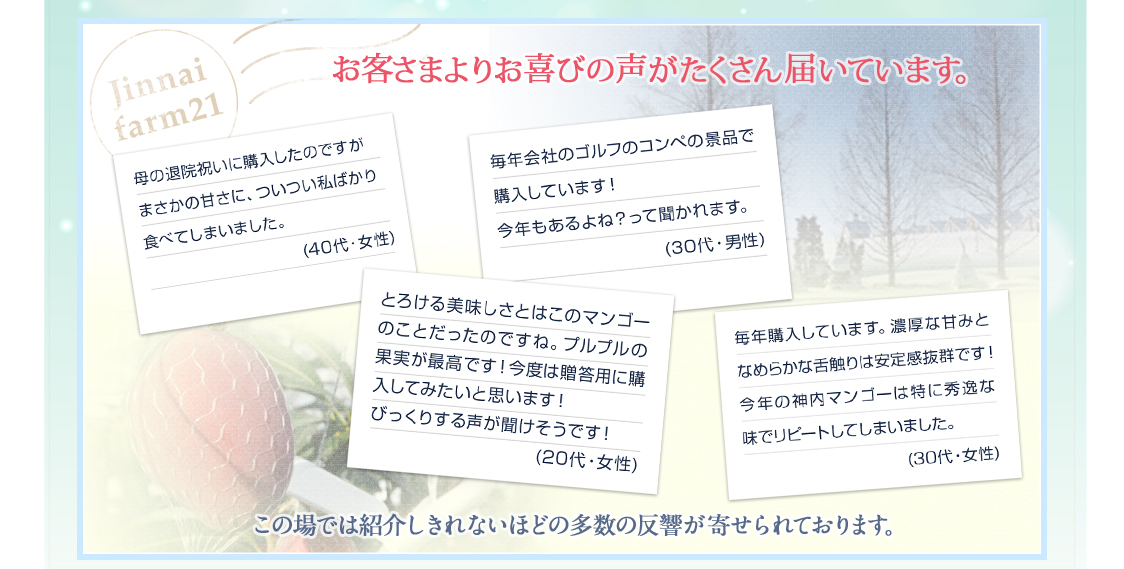 Jinnai
farm21
お客さまよりお喜びの声がたくさん届いています。
母の退院祝いに購入したのですが
まさかの甘さに、ついつい私ばかり
食べてしまいました。
(40代・女性)
毎年会社のゴルフのコンペの景品で
購入しています!
今年もあるよね?って聞かれます。
(30代・男性)
とろける美味しさとはこのマンゴー
のことだったのですね。プルプルの
果実が最高です!今度は贈答用に購
入してみたいと思います!
びっくりする声が聞けそうです!
(20代・女性)
毎年購入しています。濃厚な甘みと
なめらかな舌触りは安定感抜群です!
今年の神内マンゴーは特に秀逸な
味でリピートしてしまいました。
(30代・女性)
この場では紹介しきれないほどの多数の反響が寄せられております。